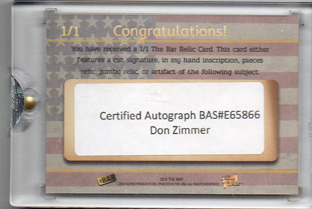 1/1 Congratulations!
You have received a 1/1 The Bar Relic Card. This card either
features a cut signature, in my hand inscription, pieces
relic, jumbo relic, or artifact of the following subject:
Certified Autograph BAS#E65866
Don Zimmer